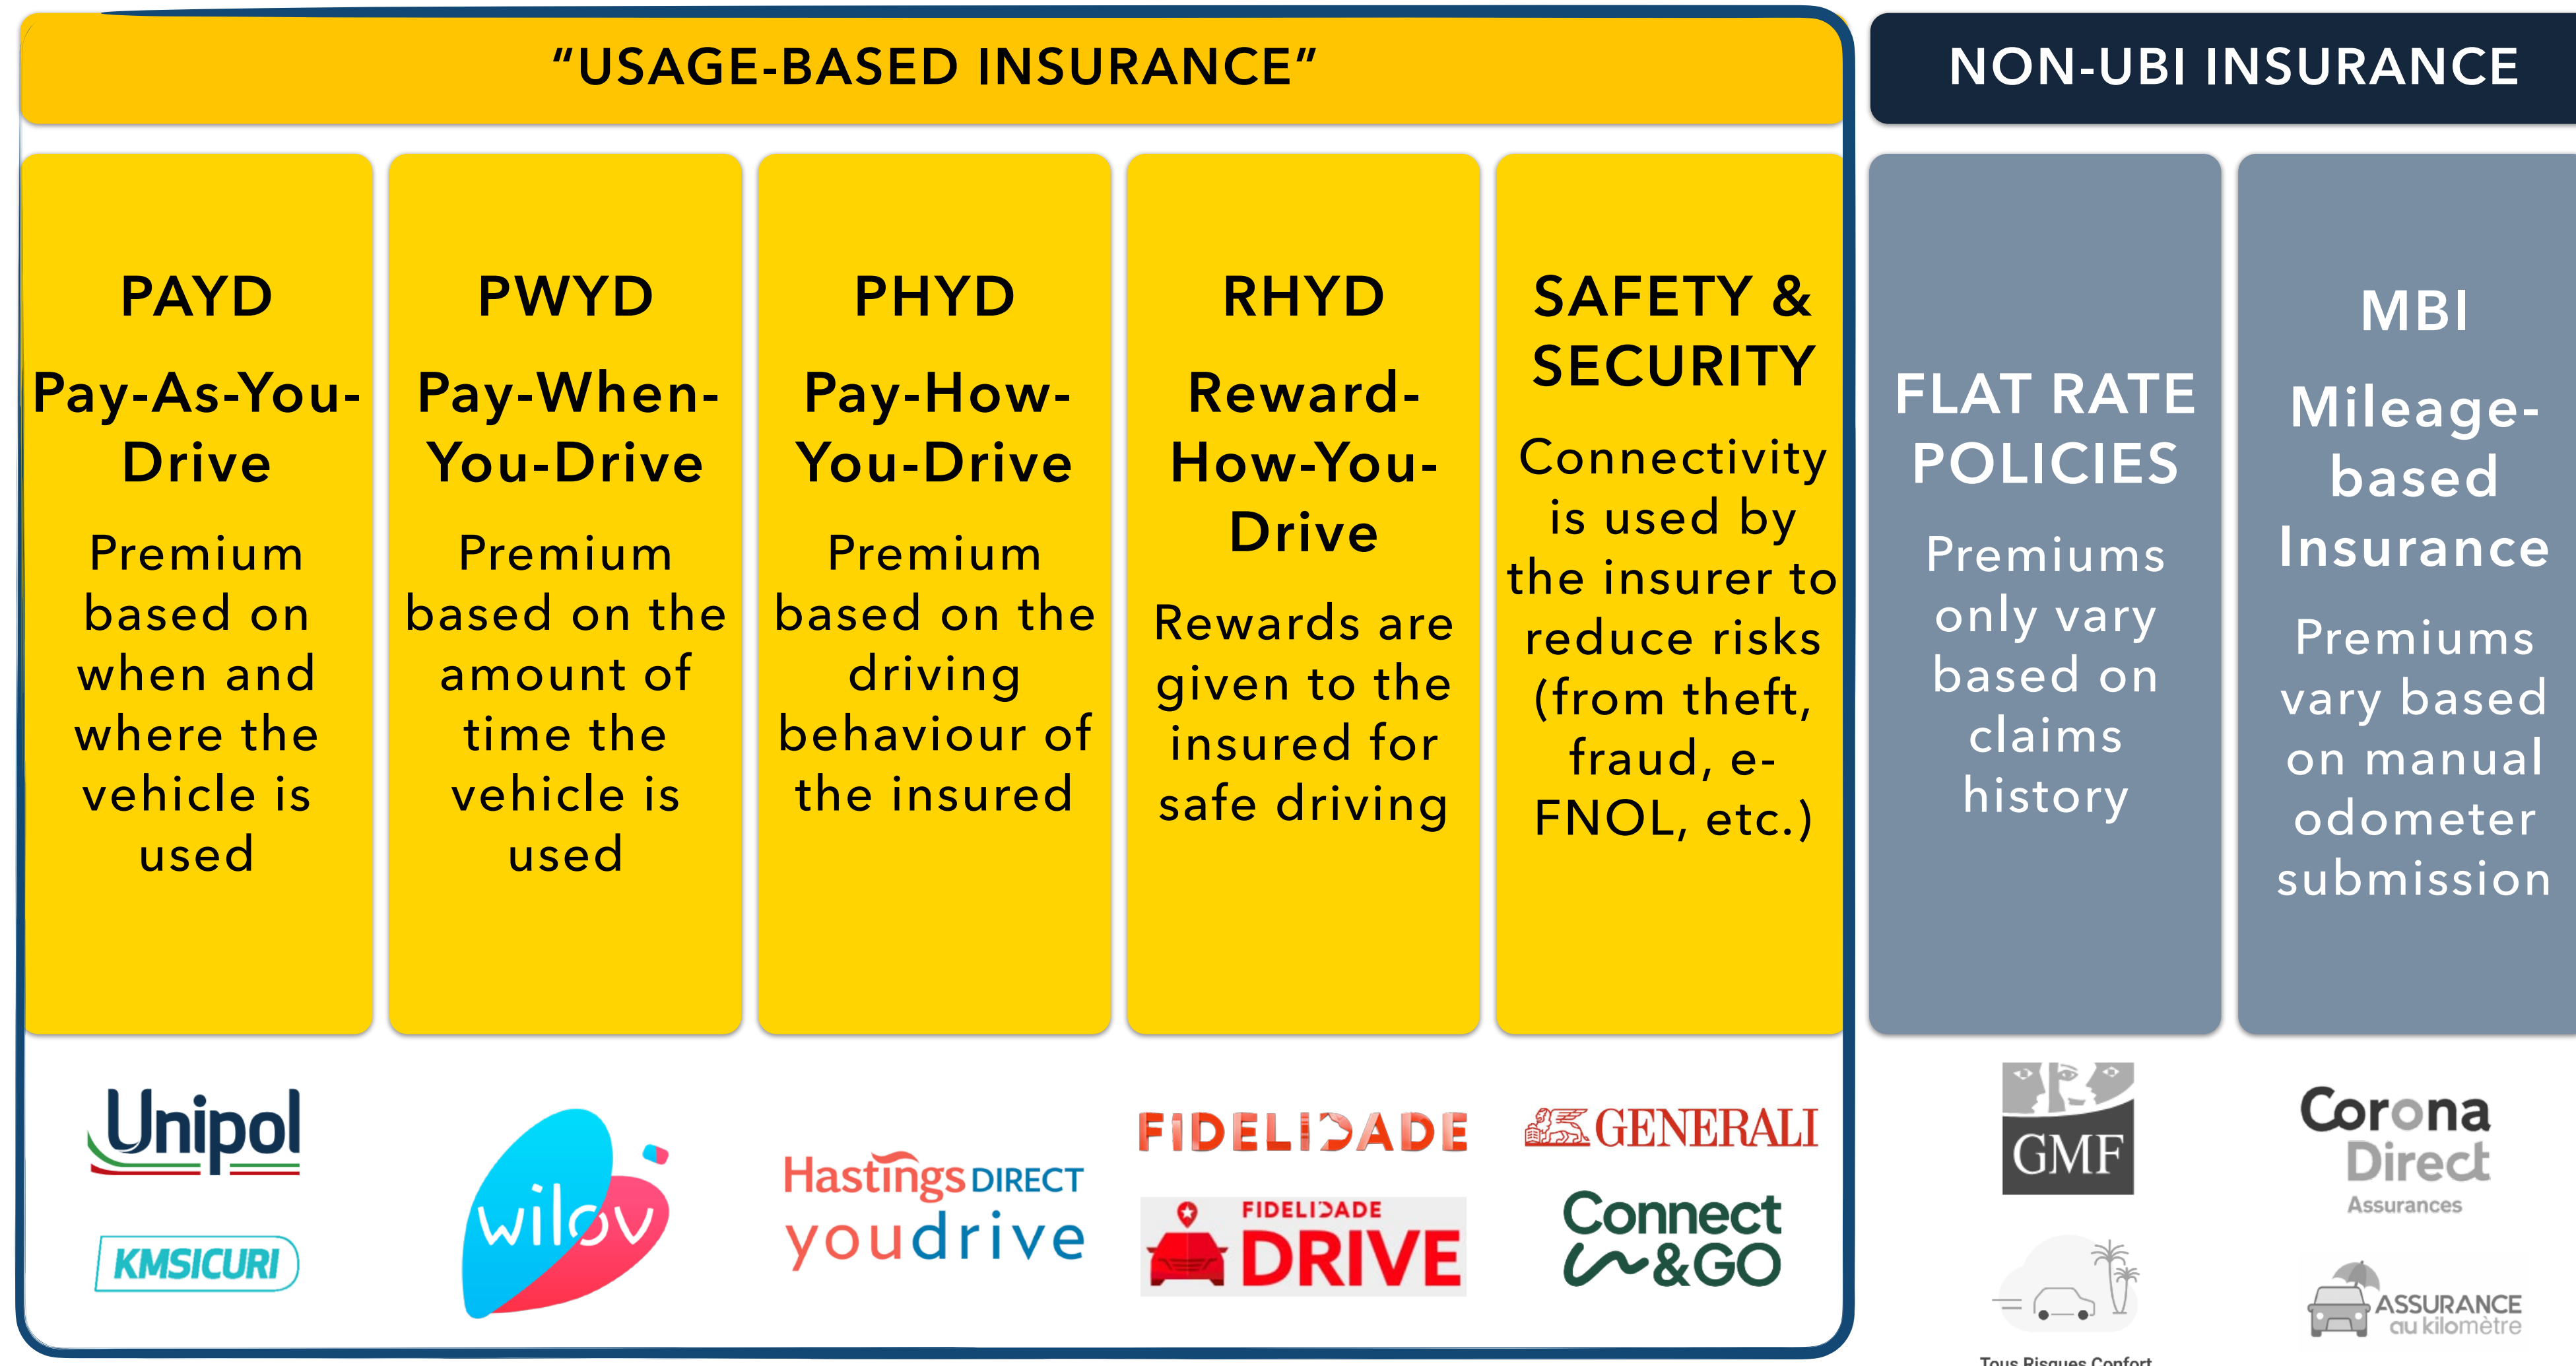 “USAGE-BASED INSURANCE”
NON-UBI INSURANCE
PAYD
Pay-As-You-
Drive
Premium
based on
when and
where the
vehicle is
used
PWYD
Pay-When-
You-Drive
Premium
based on the
amount of
time the
vehicle is
used
PHYD
Pay-How-
You-Drive
Premium
based on the
driving
behaviour of
the insured
RHYD
Reward-
How-You-
Drive
Rewards are
given to the
insured for
safe driving
SAFETY &
SECURITY
Connectivity
is used by
the insurer to
reduce risks
(from theft,
fraud, e-
FNOL, etc.)
FLAT RATE
POLICIES
Premiums
only vary
based on
claims
history
MBI
Mileage-
based
Insurance
Premiums
vary based
on manual
odometer
submission
Unipol
KMSICURI
wilov
Hastings DIRECT
youdrive
FIDELIDADE
FIDELIDADE
DRIVE
GENERALI
Connect
&GO
GMF
Tous Risques Confort
Corona
Direct
Assurances
ASSURANCE
au kilomètre